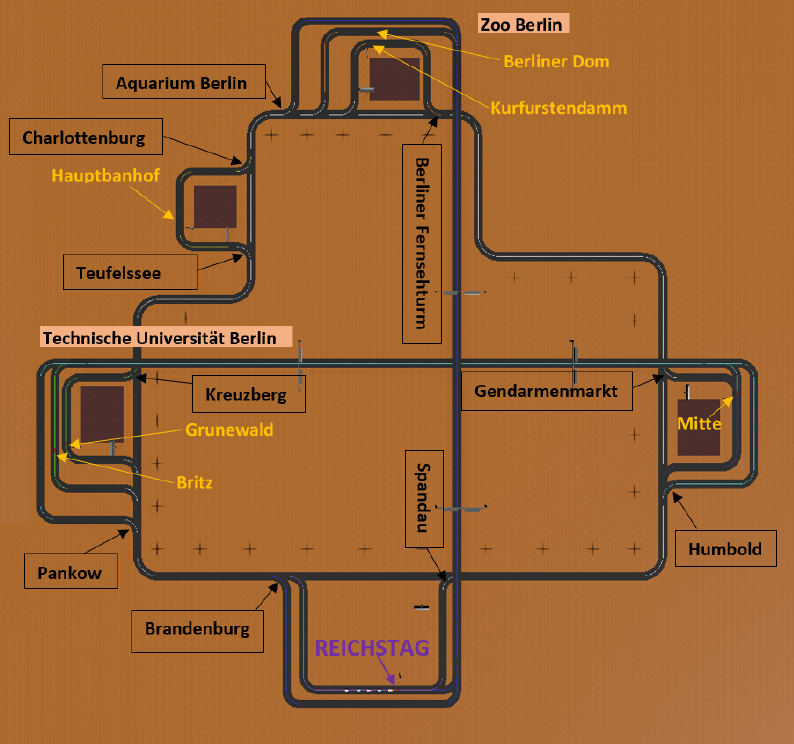 Zoo Berlin
Berliner Dom
Aquarium Berlin
Kurfurstendamm
Charlottenburg
Hauptbanhof
Berliner Fernsehturm
Teufelssee
Technische Universität Berlin
Kreuzberg
Gendarmenmarkt
Mitte
Grunewald
Britz
Spandau
Humbold
Pankow
Brandenburg
REICHSTAG